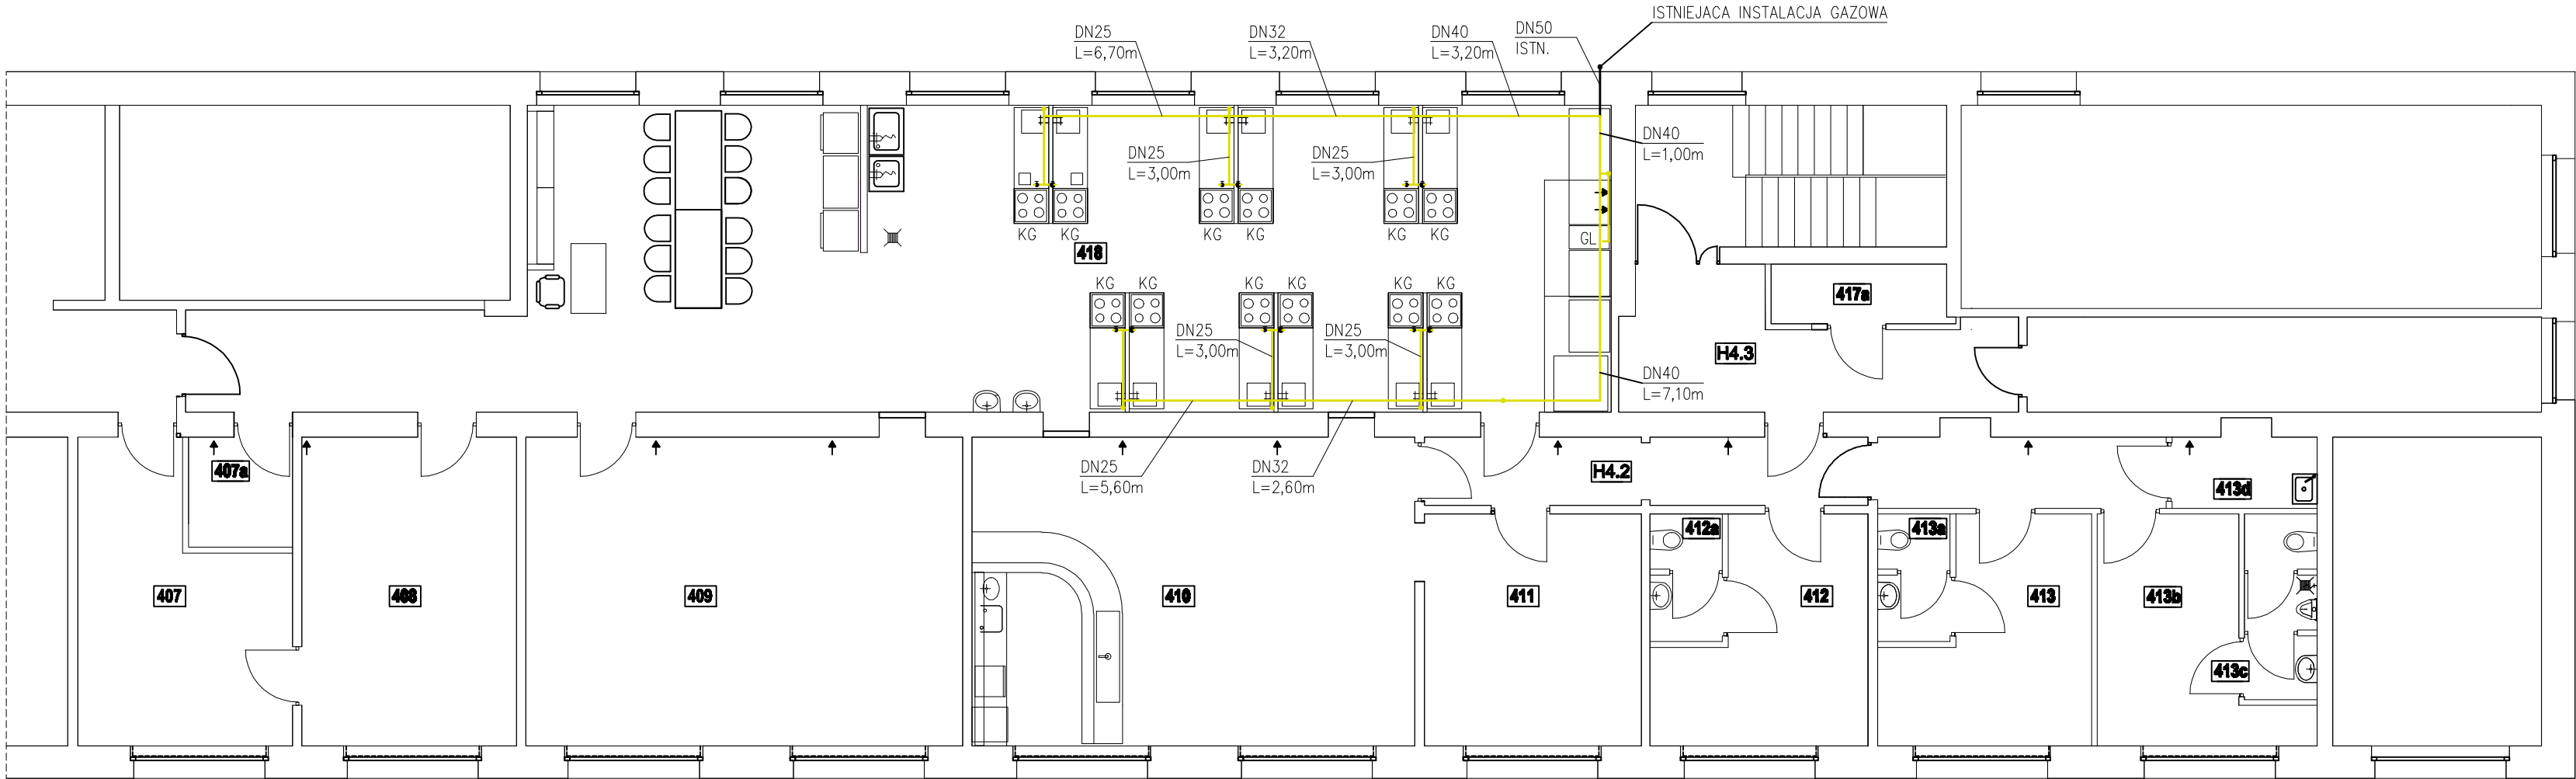 ISTNIEJACA INSTALACJA GAZOWA
DN25
L=6,70m
DN32
L=3,20m
DN40
L=3,20m
DN50
ISTN.
DN40
L=1,00m
DN25
L=3,00m
DN25
L=3,00m
KG KG KG KG KG KG
GL
418
KG KG KG KG KG KG
417a
DN25
L=3,00m
DN25
L=3,00m
H4.3
DN40
L=7,10m
407a
DN25
L=5,60m
DN32
L=2,60m
H4.2
413d
412a
413a
407
408
409
410
411
412
413
413b
413c